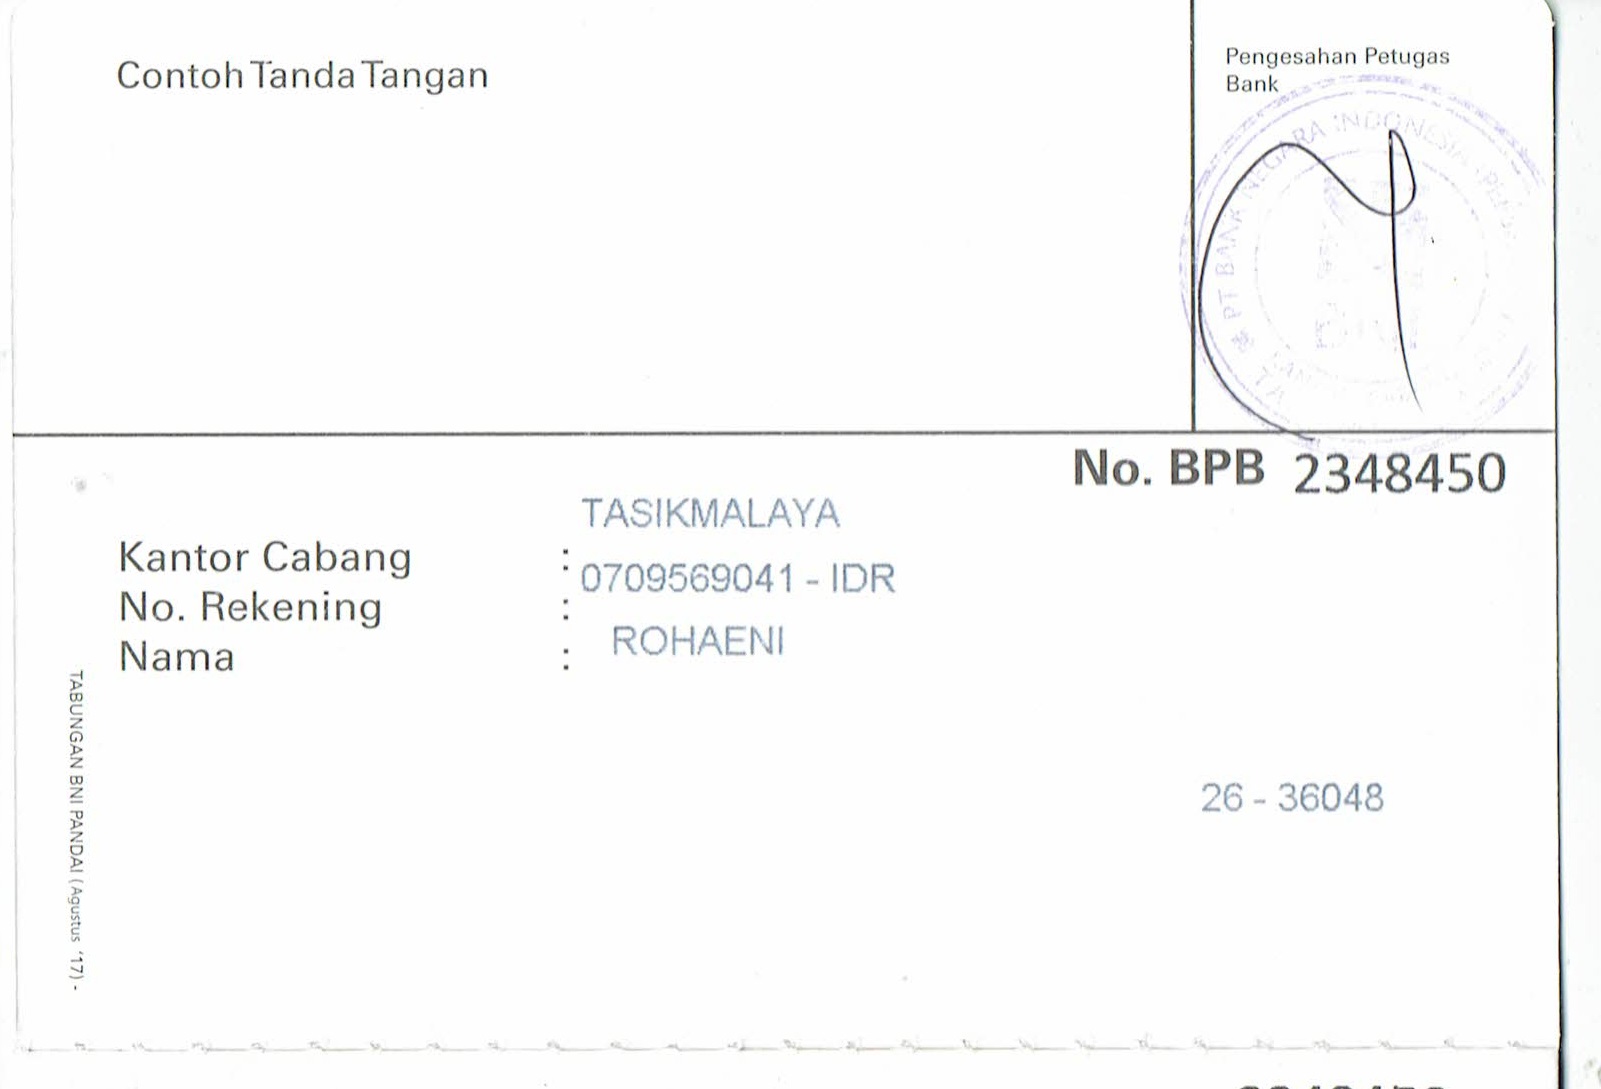 Contoh Tanda Tangan
Pengesahan Petugas
Bank
PT BANK NEGARA INDONESIA
No. BPB 2348450
TASIKMALAYA
Kantor Cabang :
0709569041 - IDR
No. Rekening :
ROHAENI
Nama :
26 - 36048
TABUNGAN BNI PANDAI (Agustus '17) -